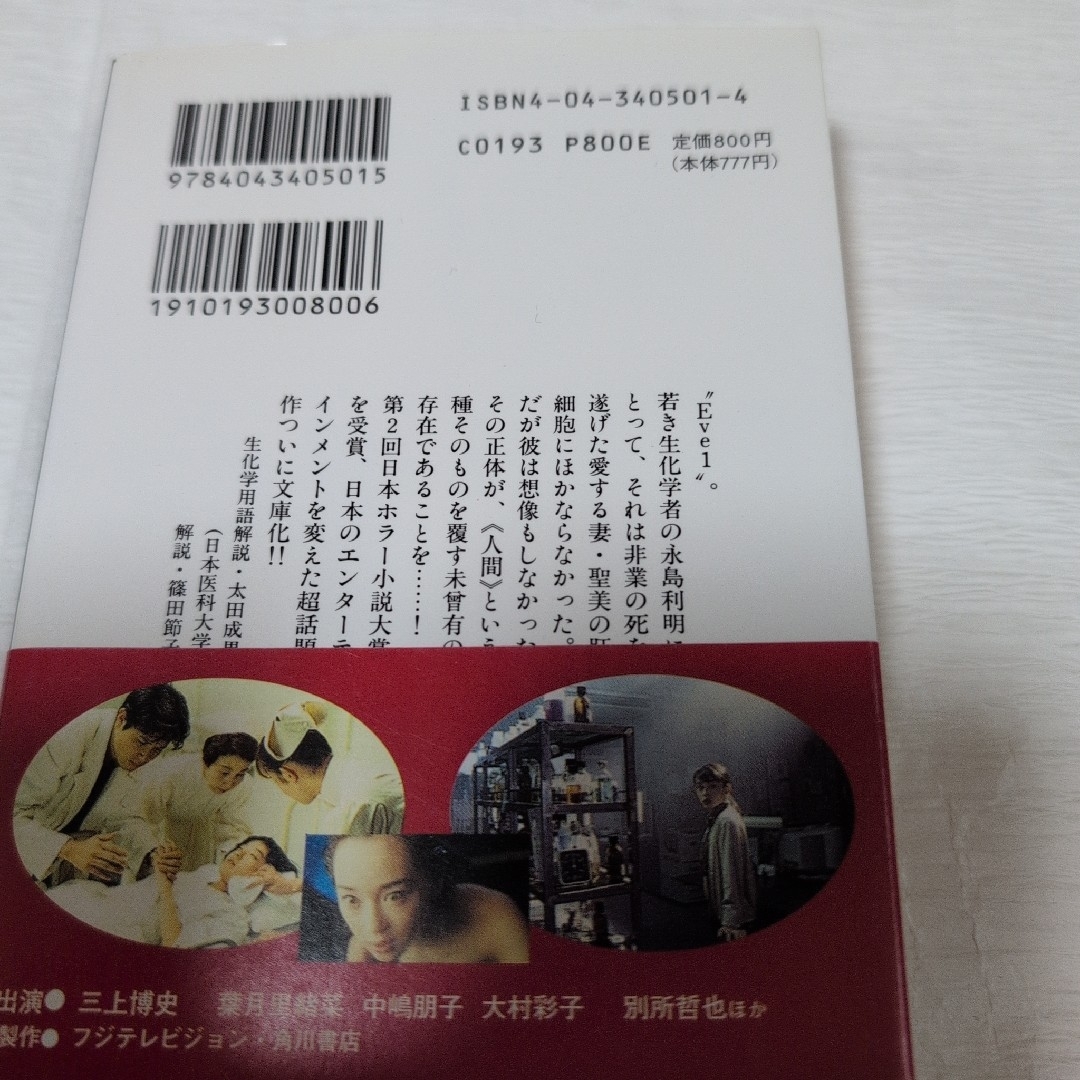 ISBN4-04-340501-4
C0193 P800E 定価800円
(本体777円)
9784043405015
1910193008006
〝Eve 1〟。
若き生化学者の永島利明に
とって、それは非業の死を
遂げた愛する妻・聖美の肝
細胞にほかならなかった。
だが彼は想像もしなかった
その正体が、《人間》という
種そのものを覆す未曾有の
存在であることを……!
第2回日本ホラー小説大賞
を受賞、日本のエンターテ
インメントを変えた超話題
作ついに文庫化!!
生化学用語解説・太田成男
(日本医科大学
解説・篠田節子
出演● 三上博史 葉月里緒菜 中嶋朋子 大村彩子 別所哲也ほか
製作● フジテレビジョン・角川書店